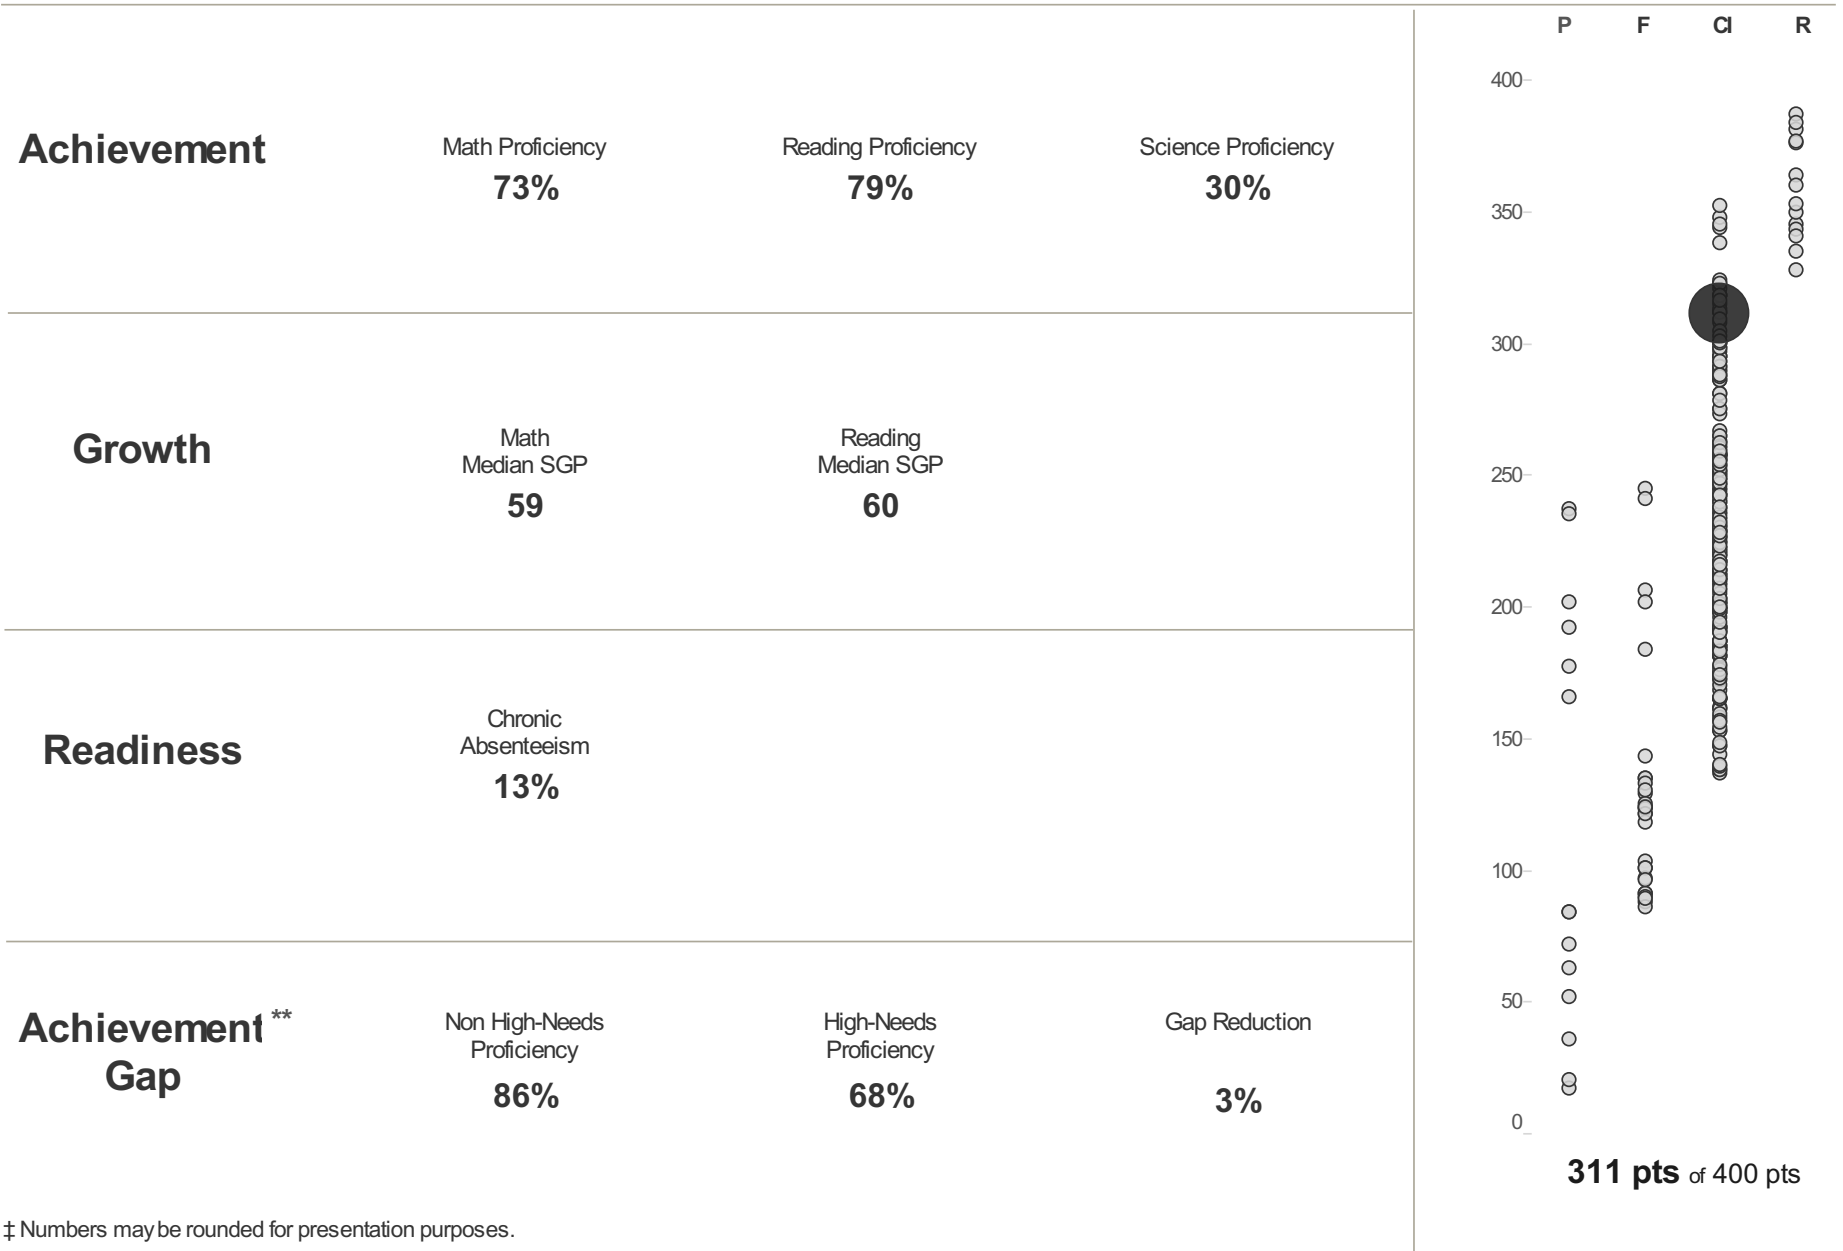 P F CI R
400
Achievement
Math Proficiency
73%
Reading Proficiency
79%
Science Proficiency
30%
350
300
Growth
Math
Median SGP
59
Reading
Median SGP
60
250
200
Readiness
Chronic
Absenteeism
13%
150
100
Achievement **
Gap
Non High-Needs
Proficiency
86%
High-Needs
Proficiency
68%
Gap Reduction
3%
50
0
311 pts of 400 pts
‡ Numbers may be rounded for presentation purposes.